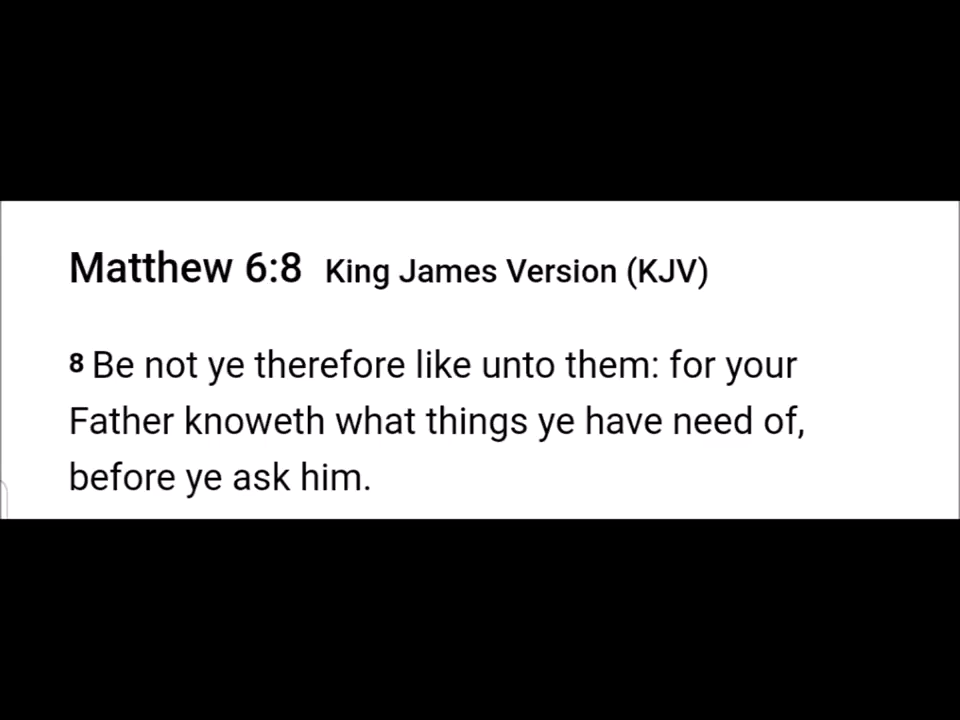 Matthew 6:8 King James Version (KJV)
8 Be not ye therefore like unto them: for your
Father knoweth what things ye have need of,
before ye ask him.